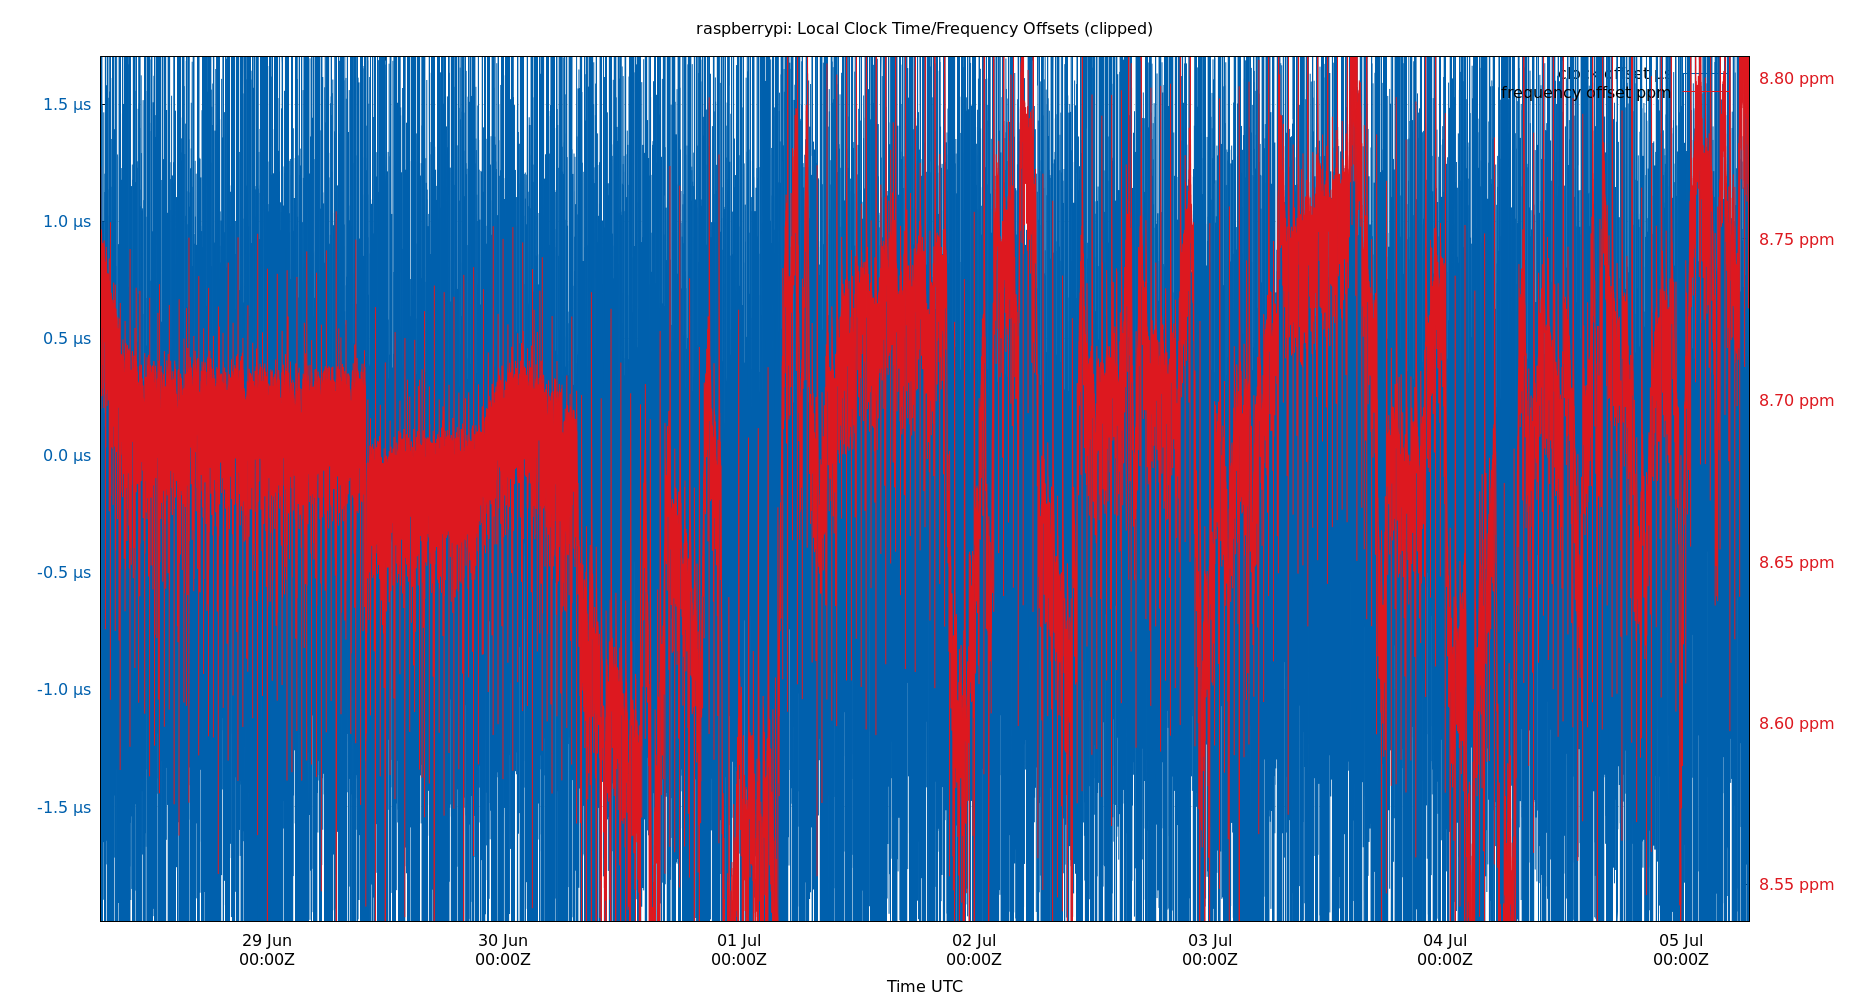 raspberrypi: Local Clock Time/Frequency Offsets (clipped)
clock offset µs
frequency offset ppm
1.5 µs
1.0 µs
0.5 µs
0.0 µs
-0.5 µs
-1.0 µs
-1.5 µs
8.80 ppm
8.75 ppm
8.70 ppm
8.65 ppm
8.60 ppm
8.55 ppm
29 Jun
00:00Z
30 Jun
00:00Z
01 Jul
00:00Z
02 Jul
00:00Z
03 Jul
00:00Z
04 Jul
00:00Z
05 Jul
00:00Z
Time UTC